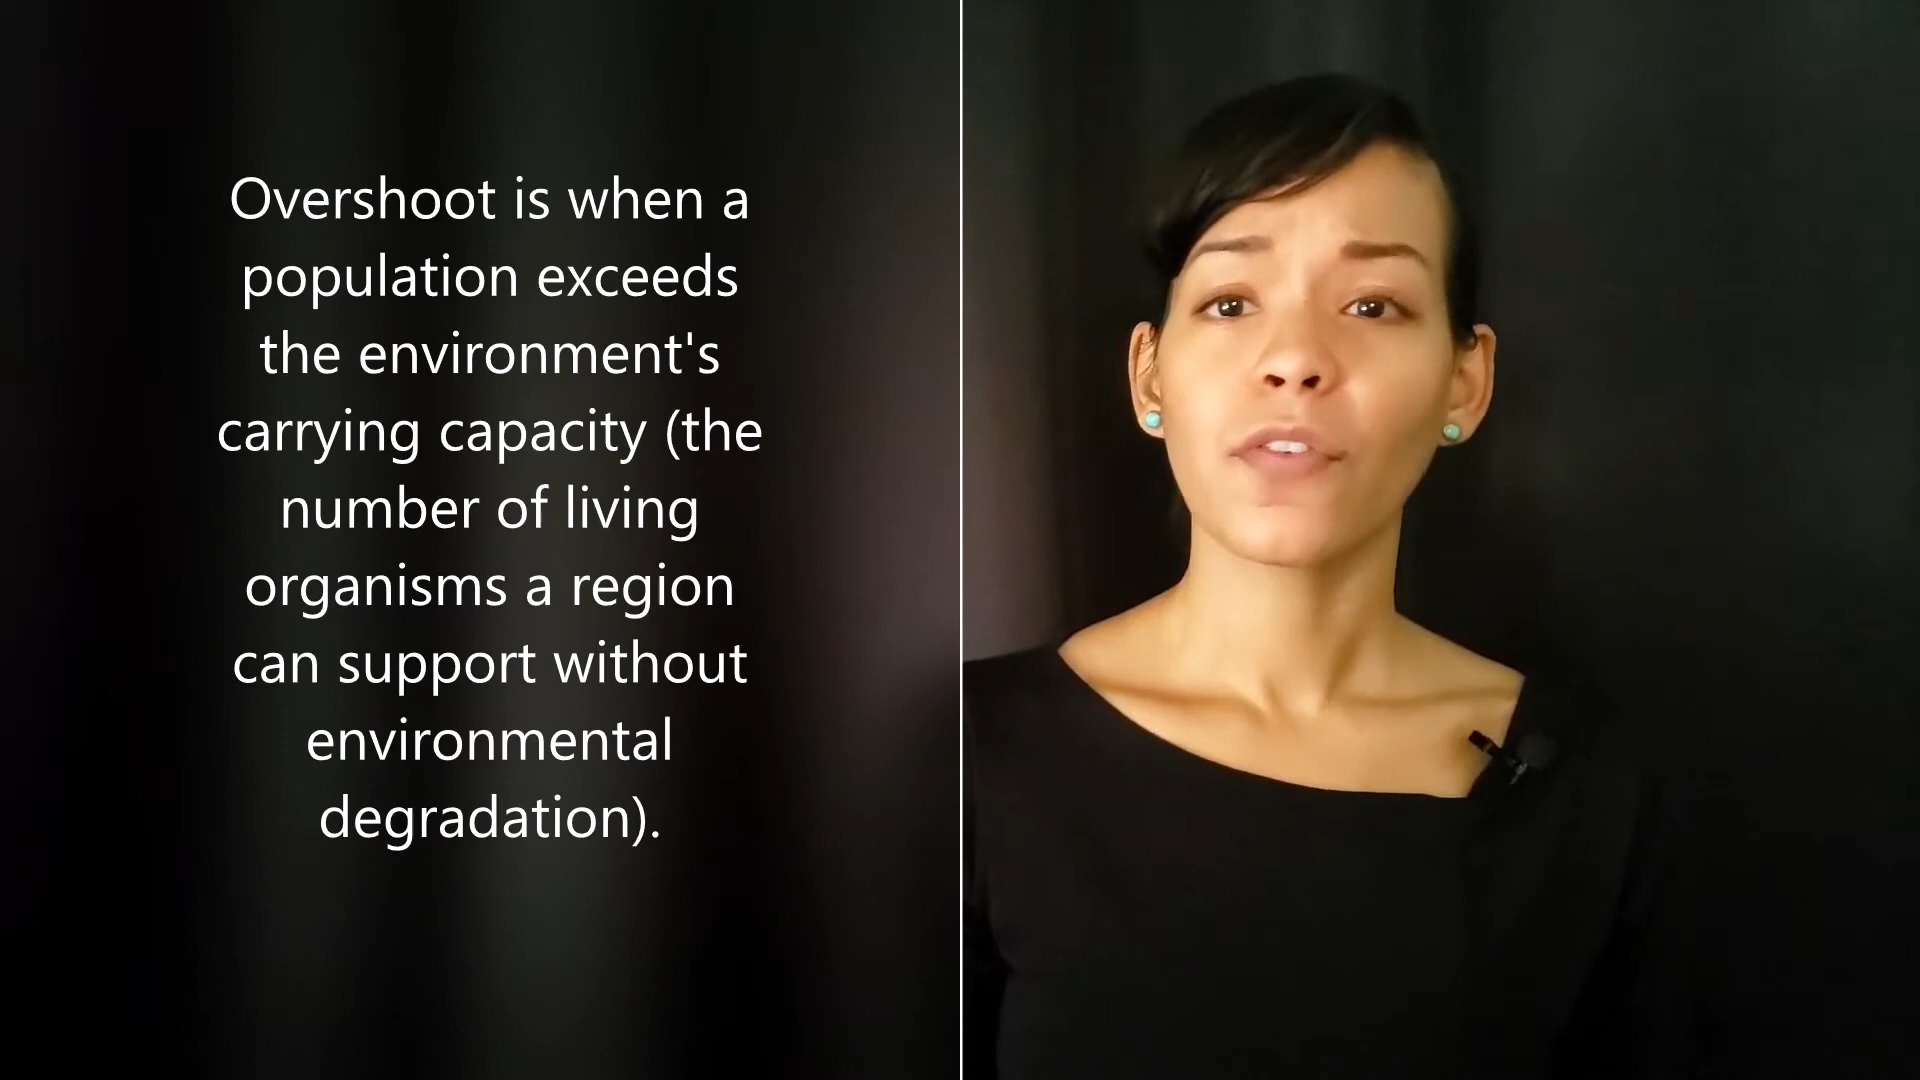 Overshoot is when a
population exceeds
the environment's
carrying capacity (the
number of living
organisms a region
can support without
environmental
degradation).